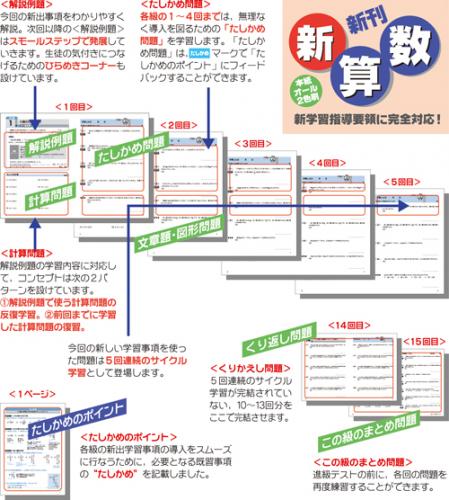 <解説例題>
今回の新出事項をわかりやすく
解説。次回以降の<解説例題>
はスモールステップで発展して
いきます。生徒の気付きにつな
げるためのひらめきコーナーも
設けています。
<たしかめ問題>
各級の１～４回までは、無理な
く導入を図るための「たしかめ
問題」を学習します。「たしか
め問題」は、たしかめマークで「た
しかめのポイント」にフィード
バックすることができます。
新刊
新算数
本紙
オール
2色刷
新学習指導要領に完全対応！
<1回目>
<2回目>
<3回目>
<4回目>
<5回目>
解説例題
計算問題
たしかめ問題
文章題・図形問題
<計算問題>
解説例題の学習内容に対応し
て、コンセプトは次の２パ
ターンを設けています。
①解説例題で使う計算問題の
反復学習。②前回までに学習
した計算問題の復習。
今回の新しい学習事項を使っ
た問題は５回連続のサイクル
学習として登場します。
くり返し問題
<14回目>
<15回目>
<くりかえし問題>
５回連続のサイクル
学習が完結されてい
ない、10～13回分を
ここで完結させます。
この級のまとめ問題
<1ページ>
たしかめのポイント
<たしかめのポイント>
各級の新出学習事項の導入をスムーズ
に行なうために、必要となる既習事項
の“たしかめ”を記載しました。
<この級のまとめ問題>
進級テストの前に、各回の問題を
再度練習することができます。